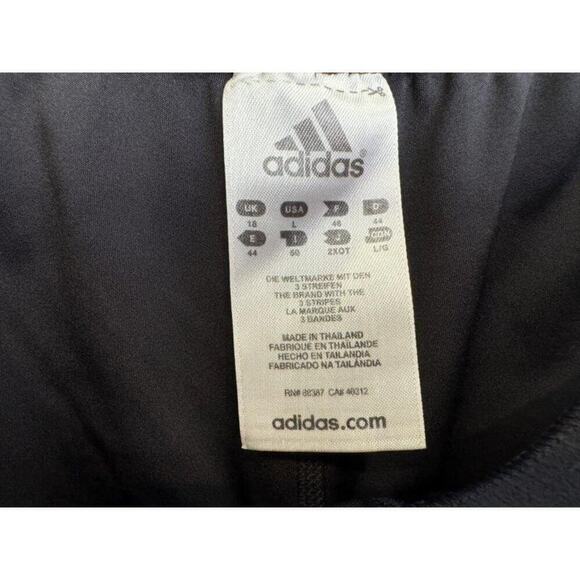 adidas®
UK USA F D
18 L 46 44
E I J CDN
44 50 2XOT L/G
DIE WELTMARKE MIT DEN
3 STREIFEN
THE BRAND WITH THE
3 STRIPES
LA MARQUE AUX
3 BANDES
MADE IN THAILAND
FABRIQUE EN THAILANDE
HECHO EN TAILANDIA
FABRICADO NA TAILÂNDIA
RN# 88387 CA# 40312
adidas.com